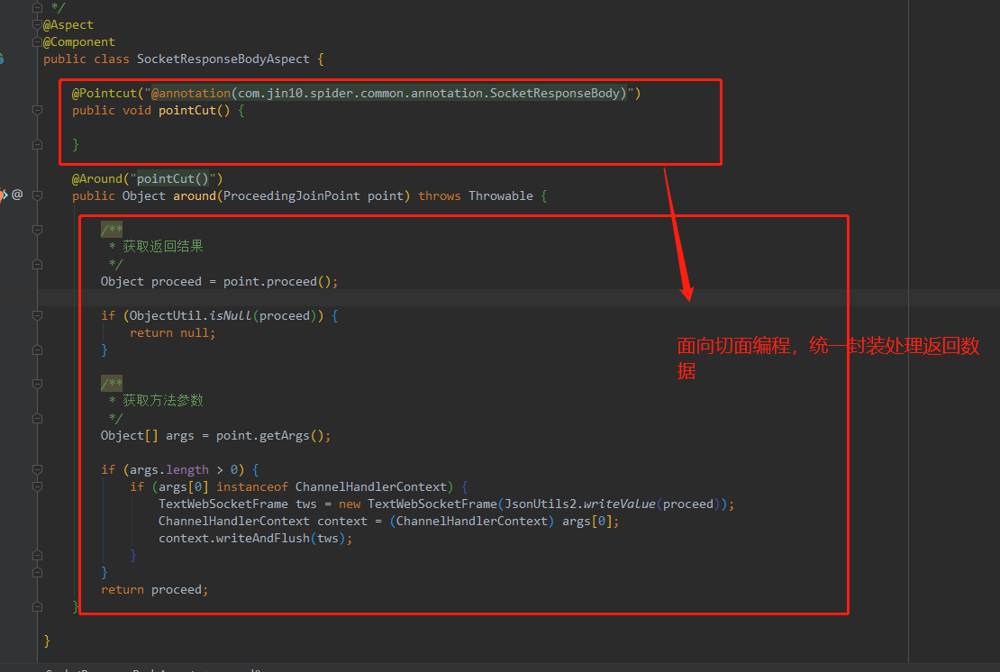 */
@Aspect
@Component
public class SocketResponseBodyAspect {
@Pointcut("@annotation(com.jin10.spider.common.annotation.SocketResponseBody)")
public void pointCut() {
}
@Around("pointCut()")
@
public Object around(ProceedingJoinPoint point) throws Throwable {
/**
* 获取返回结果
*/
Object proceed = point.proceed();
if (ObjectUtil.isNull(proceed)) {
return null;
}
面向切面编程，统一封装处理返回数
据
/**
* 获取方法参数
*/
Object[] args = point.getArgs();
if (args.length > 0) {
if (args[0] instanceof ChannelHandlerContext) {
TextWebSocketFrame tws = new TextWebSocketFrame(JsonUtils2.writeValue(proceed));
ChannelHandlerContext context = (ChannelHandlerContext) args[0];
context.writeAndFlush(tws);
}
}
return proceed;
}
}